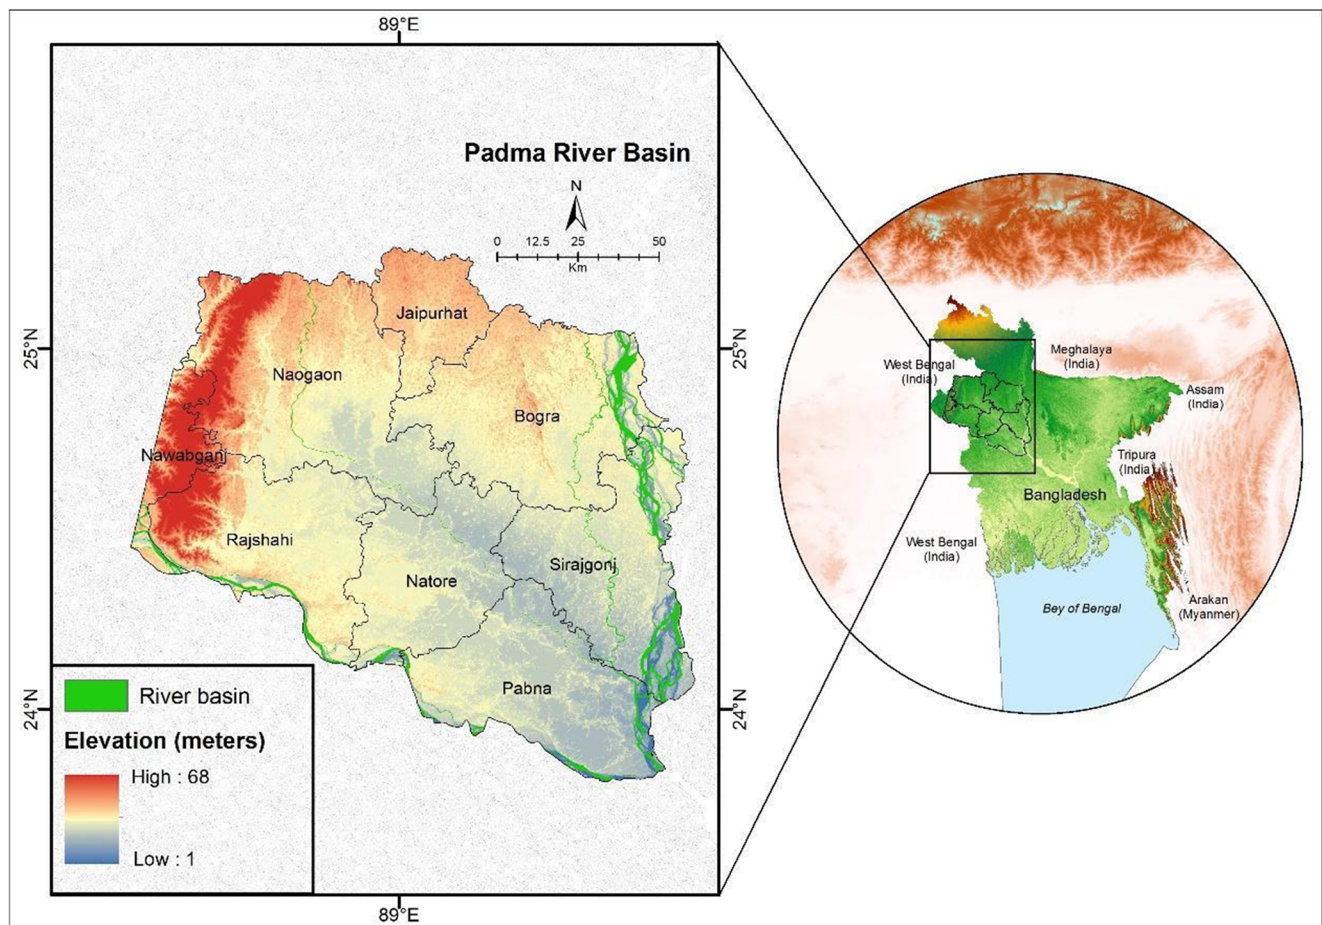 89°E
Padma River Basin
N
0 12.5 25 50
Km
25°N
25°N
Jaipurhat
Naogaon
Bogra
Nawabganj
Rajshahi
Sirajgonj
Natore
Pabna
24°N
24°N
River basin
Elevation (meters)
High : 68
Low : 1
89°E
West Bengal
(India)
Meghalaya
(India)
Assam
(India)
Tripura
(India)
Bangladesh
West Bengal
(India)
Arakan
(Myanmer)
Bey of Bengal